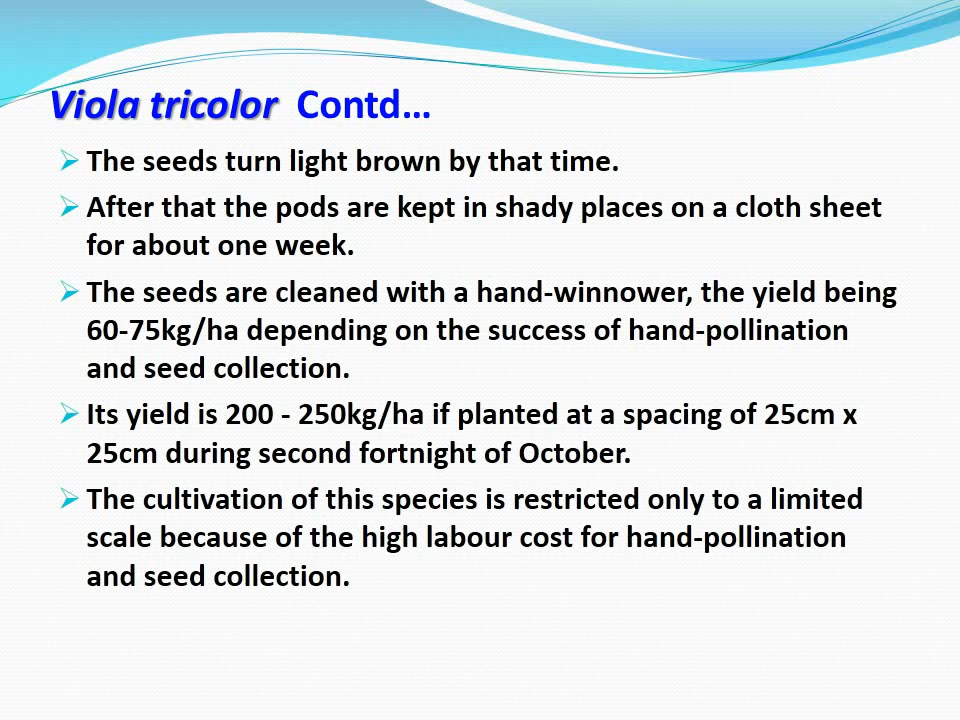 Viola tricolor Contd…
The seeds turn light brown by that time.
After that the pods are kept in shady places on a cloth sheet
for about one week.
The seeds are cleaned with a hand-winnower, the yield being
60-75kg/ha depending on the success of hand-pollination
and seed collection.
Its yield is 200 - 250kg/ha if planted at a spacing of 25cm x
25cm during second fortnight of October.
The cultivation of this species is restricted only to a limited
scale because of the high labour cost for hand-pollination
and seed collection.